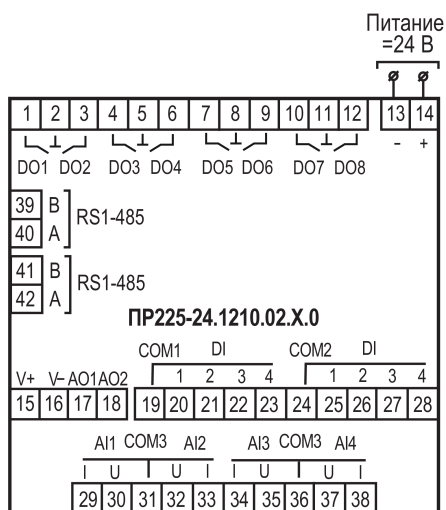 Питание
=24 В
1 2 3 4 5 6 7 8 9 10 11 12 13 14
- +
DO1 DO2 DO3 DO4 DO5 DO6 DO7 DO8
39 B
40 A
RS1-485
41 B
42 A
RS1-485
ПР225-24.1210.02.Х.0
COM1 DI COM2 DI
V+ V- AO1 AO2 1 2 3 4 1 2 3 4
15 16 17 18 19 20 21 22 23 24 25 26 27 28
AI1 COM3 AI2 AI3 COM3 AI4
I U U I I U U I
29 30 31 32 33 34 35 36 37 38